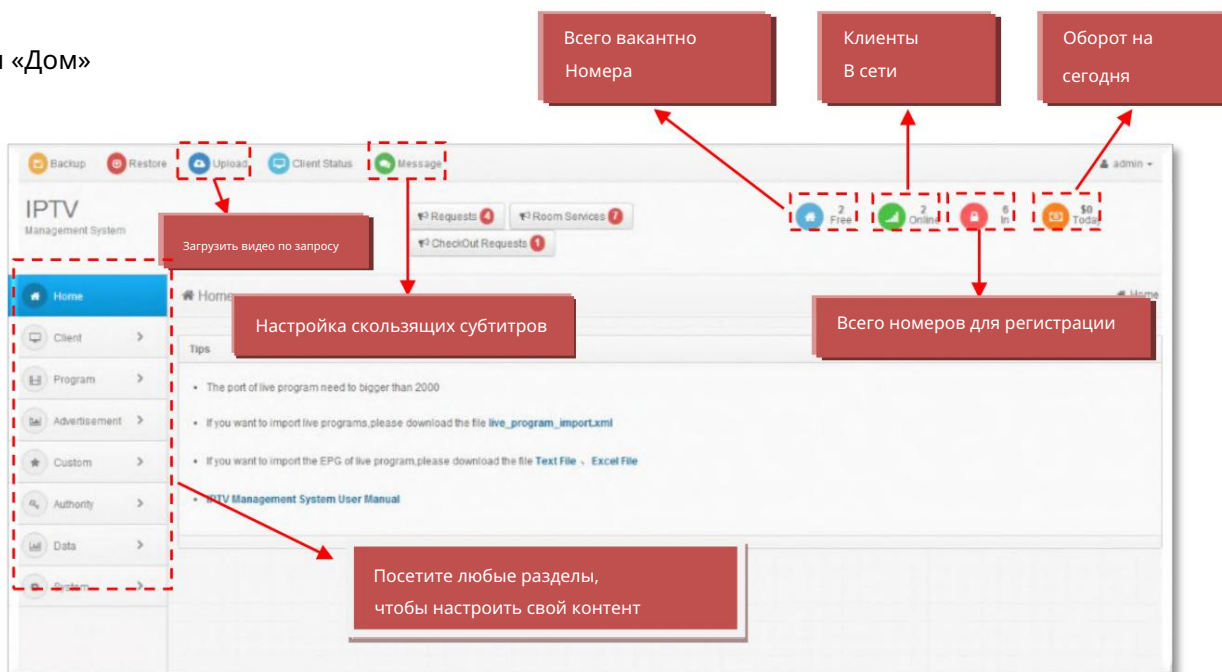 «Дом»
Всего вакантно
Номера
Клиенты
В сети
Оборот на
сегодня
Backup Restore Upload Client Status Message admin
IPTV
Management System
Загрузить видео по запросу
Requests 4 Room Services 7
CheckOut Requests 1
2 Free
2 Online
6 In
$0 Today
Home
Client
Program
Advertisement
Custom
Authority
Data
System
Home
Home
Настройка скользящих субтитров
Всего номеров для регистрации
Tips
The port of live program need to bigger than 2000
If you want to import live programs,please download the file live_program_import.xml
If you want to import the EPG of live program,please download the file Text File 、 Excel File
IPTV Management System User Manual
Посетите любые разделы,
чтобы настроить свой контент